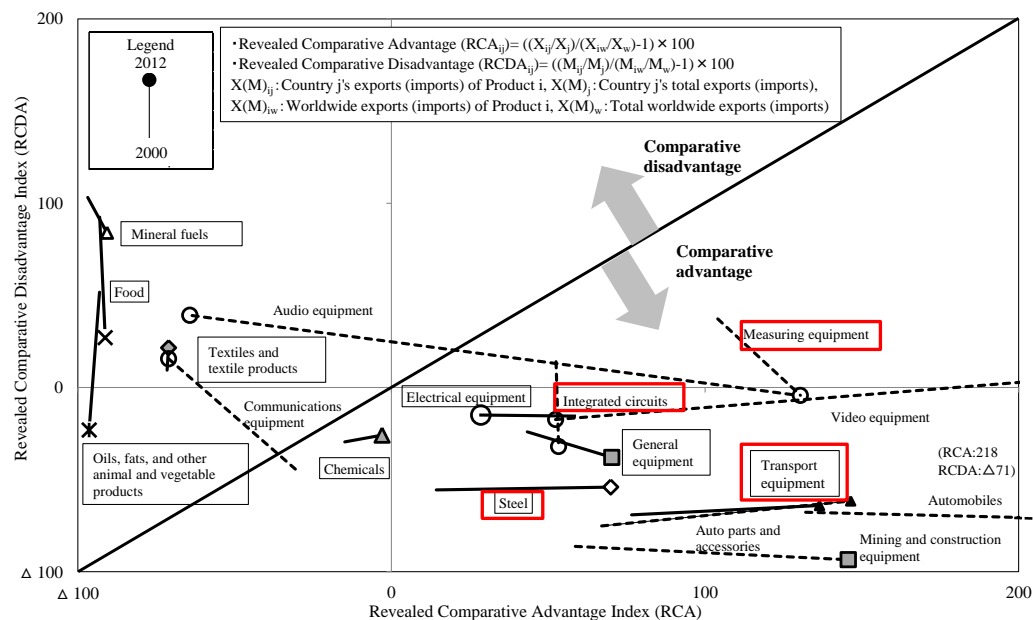 200
Legend
2012
2000
・Revealed Comparative Advantage (RCAij)= ((Xij/Xj)/(Xiw/Xw)-1)×100
・Revealed Comparative Disadvantage (RCDAij)= ((Mij/Mj)/(Miw/Mw)-1)×100
X(M)ij:Country j's exports (imports) of Product i, X(M)j:Country j's total exports (imports),
X(M)iw:Worldwide exports (imports) of Product i, X(M)w:Total worldwide exports (imports)
Revealed Comparative Disadvantage Index (RCDA)
Comparative
disadvantage
Comparative
advantage
100
Mineral fuels
Food
Audio equipment
Measuring equipment
Textiles and
textile products
0
Electrical equipment
Integrated circuits
Communications
equipment
Video equipment
General
equipment
Oils, fats, and other
animal and vegetable
products
Chemicals
Transport
equipment
(RCA:218
RCDA:△71)
Steel
Automobiles
Auto parts and
accessories
Mining and construction
equipment
△ 100
△ 100
0
100
200
Revealed Comparative Advantage Index (RCA)